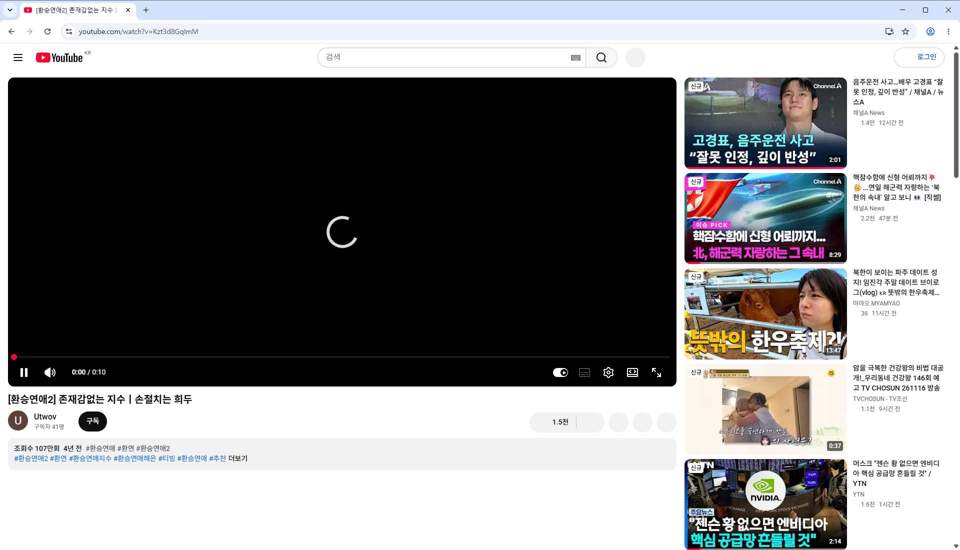 [환승연애2] 존재감없는 지수 ㅣ
youtube.com/watch?v=Kzt3d8GqImM
YouTube KR
검색
로그인
0:00 / 0:10
[환승연애2] 존재감없는 지수ㅣ손절치는 희두
U
Utwov
구독자 41명
구독
1.5천
조회수 107만회 4년 전 #환승연애 #환연 #환승연애2
#환승연애2 #환연 #환승연애지수 #환승연애해은 #티빙 #환승연애 #추천 더보기
신규
Channel A
고경표, 음주운전 사고
"잘못 인정, 깊이 반성"
2:01
음주운전 사고...배우 고경표 "잘
못 인정, 깊이 반성" / 채널A / 뉴
스A
채널A News
1.4만 12시간 전
신규
Channel A
이슈 PICK
핵잠수함에 신형 어뢰까지...
北, 해군력 자랑하는 그 속내
8:29
핵잠수함에 신형 어뢰까지
...연일 해군력 자랑하는 '북
한의 속내' 알고 보니 [직썰]
채널A News
2.2천 47분 전
신규
뜻밖의 한우축제?!
13:47
북한이 보이는 파주 데이트 성
지! 임진각 주말 데이트 브이로
그(vlog) 뜻밖의 한우축제...
마먀오MYAMYAO
36 11시간 전
신규
0:37
암을 극복한 건강왕의 비법 대공
개!_우리동네 건강왕 146회 예
고 TV CHOSUN 261116 방송
TVCHOSUN - TV조선
1.1천 9시간 전
신규
YTN
NVIDIA.
주요뉴스
"젠슨 황 없으면 엔비디아
핵심 공급망 흔들릴 것"
2:14
머스크 "젠슨 황 없으면 엔비디
아 핵심 공급망 흔들릴 것" /
YTN
YTN
1.6천 1시간 전